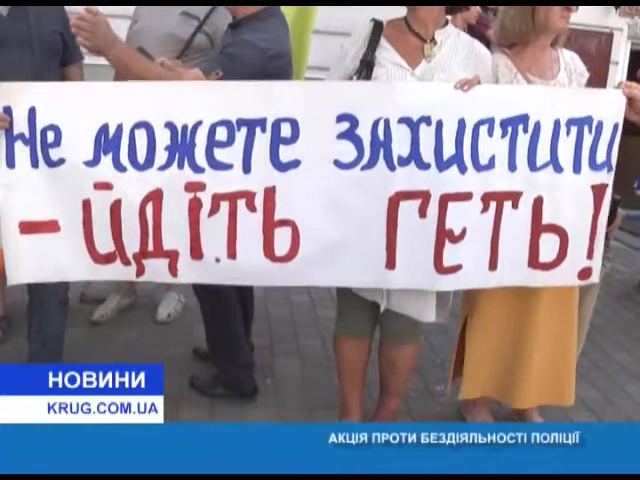 Не можете захистити
- йдіть геть!
НОВИНИ
KRUG.COM.UA
АКЦІЯ ПРОТИ БЕЗДІЯЛЬНОСТІ ПОЛІЦІЇ